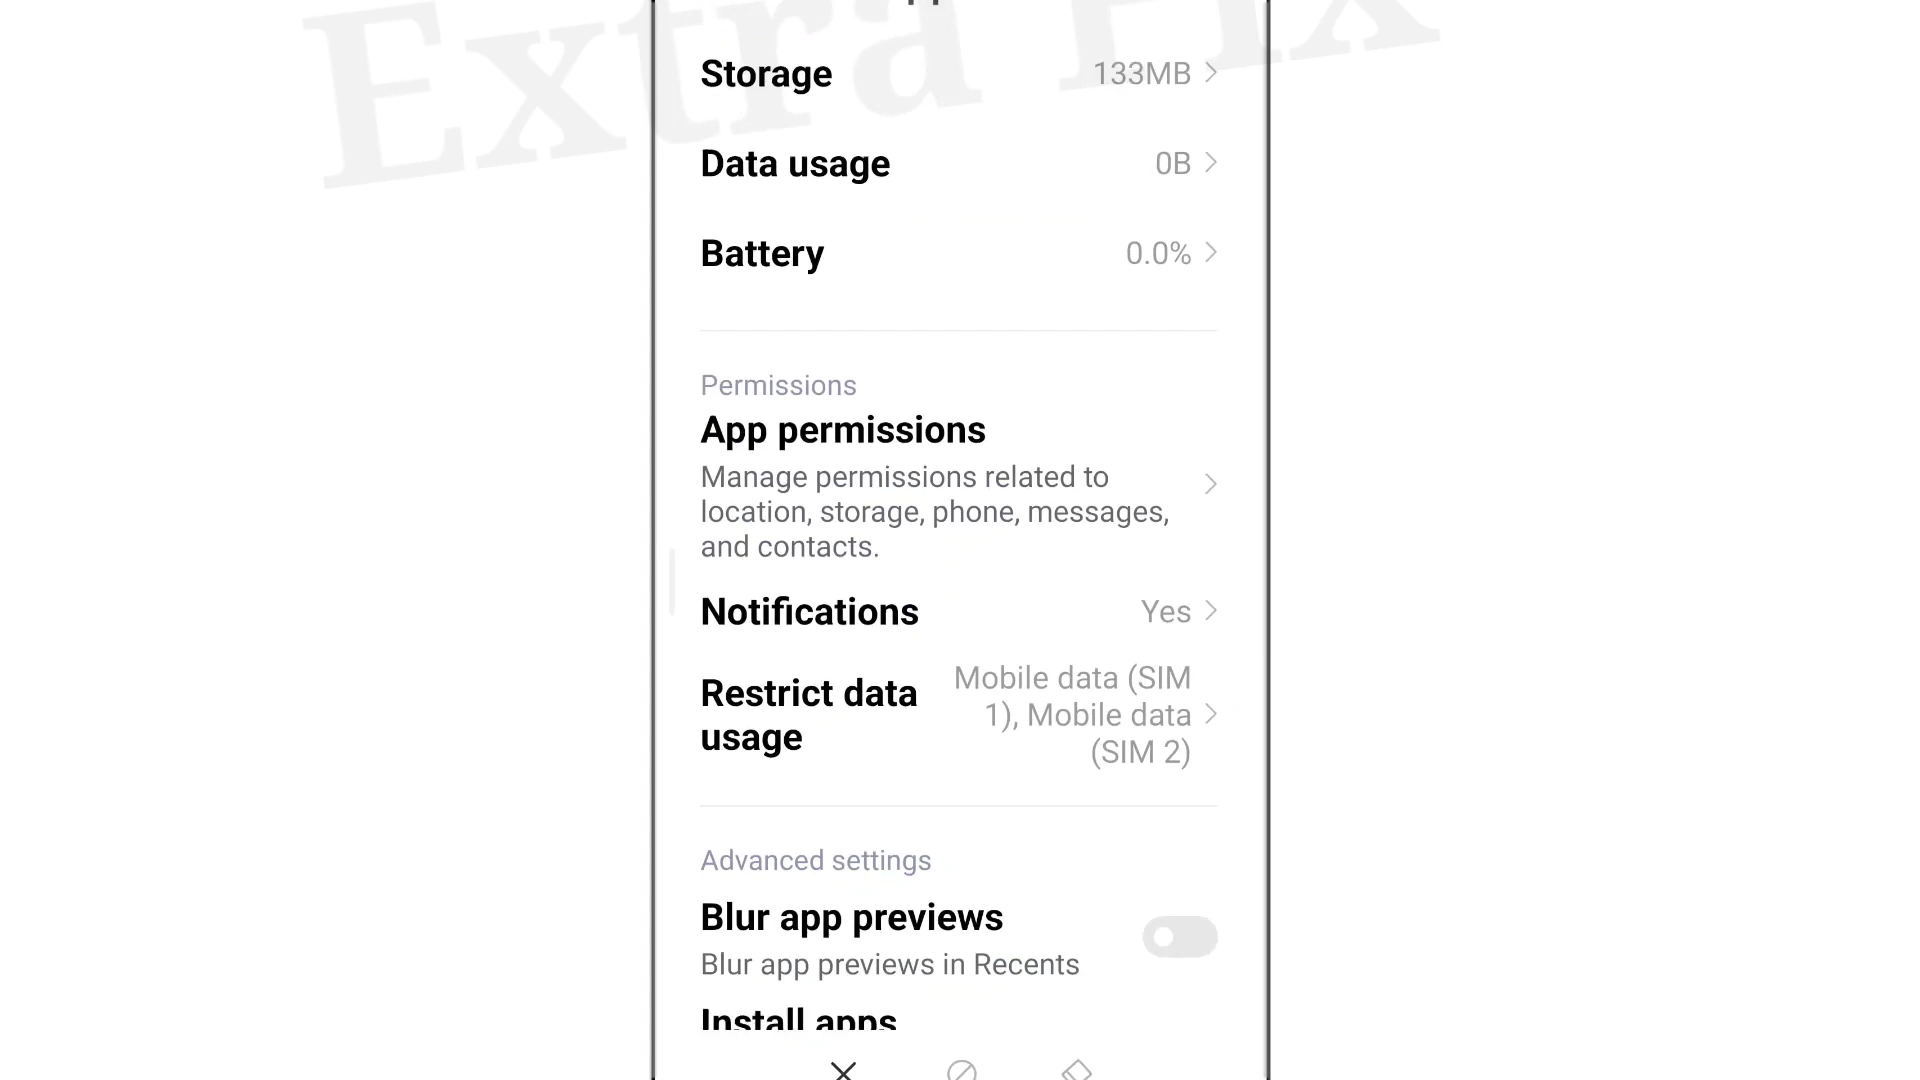 Extra Fix
Storage 133MB
Data usage 0B
Battery 0.0%
Permissions
App permissions
Manage permissions related to
location, storage, phone, messages,
and contacts.
Notifications Yes
Restrict data usage Mobile data (SIM
1), Mobile data
(SIM 2)
Advanced settings
Blur app previews
Blur app previews in Recents
Install apps